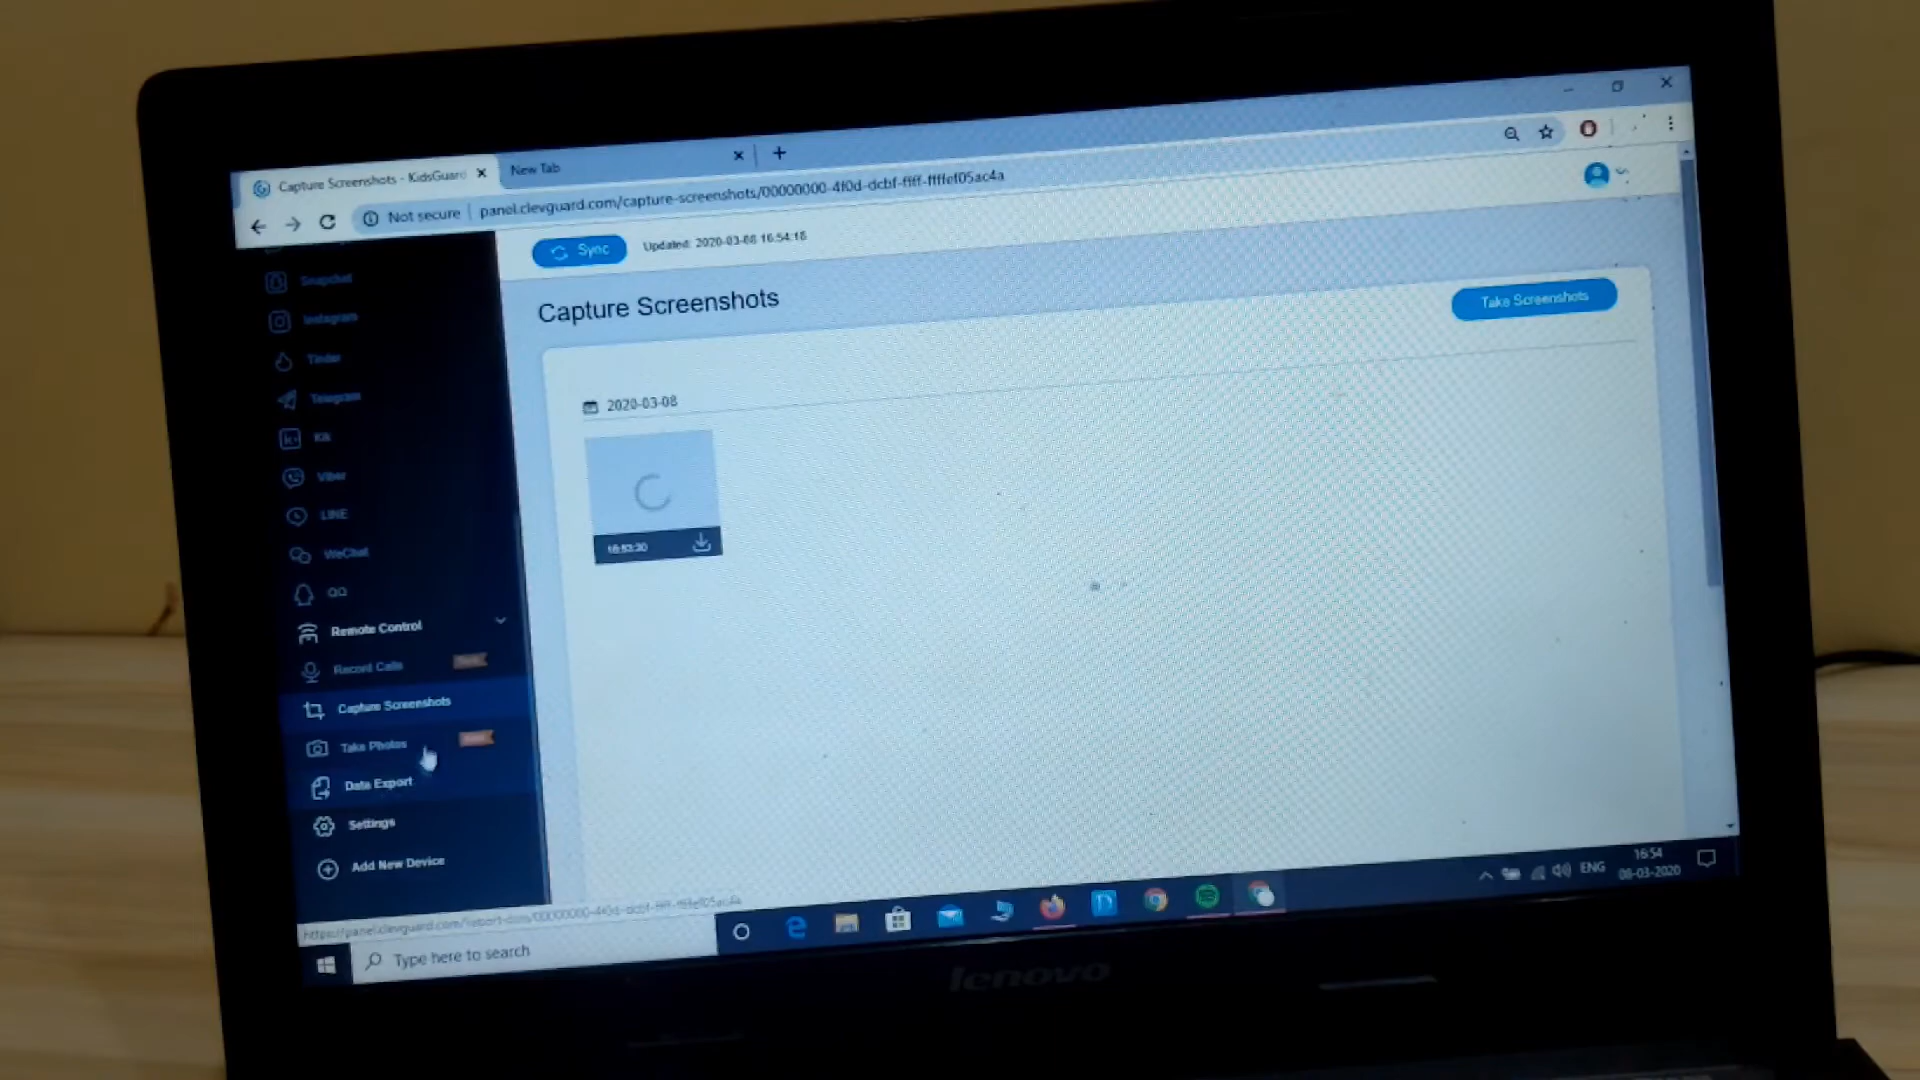 Capture Screenshots - KidsGuard
New Tab
Not secure
panel.clevguard.com/capture-screenshots/00000000-4f0d-dcbf-ffff-ffffef05ac4a
Sync
Updated: 2020-03-08 16:54:18
Capture Screenshots
Take Screenshots
2020-03-08
16:53:30
Snapchat
Instagram
Tinder
Telegram
Kik
Viber
LINE
WeChat
QQ
Remote Control
Record Calls
Capture Screenshots
Take Photos
Data Export
Settings
Add New Device
Type here to search
ENG
16:54
08-03-2020
lenovo